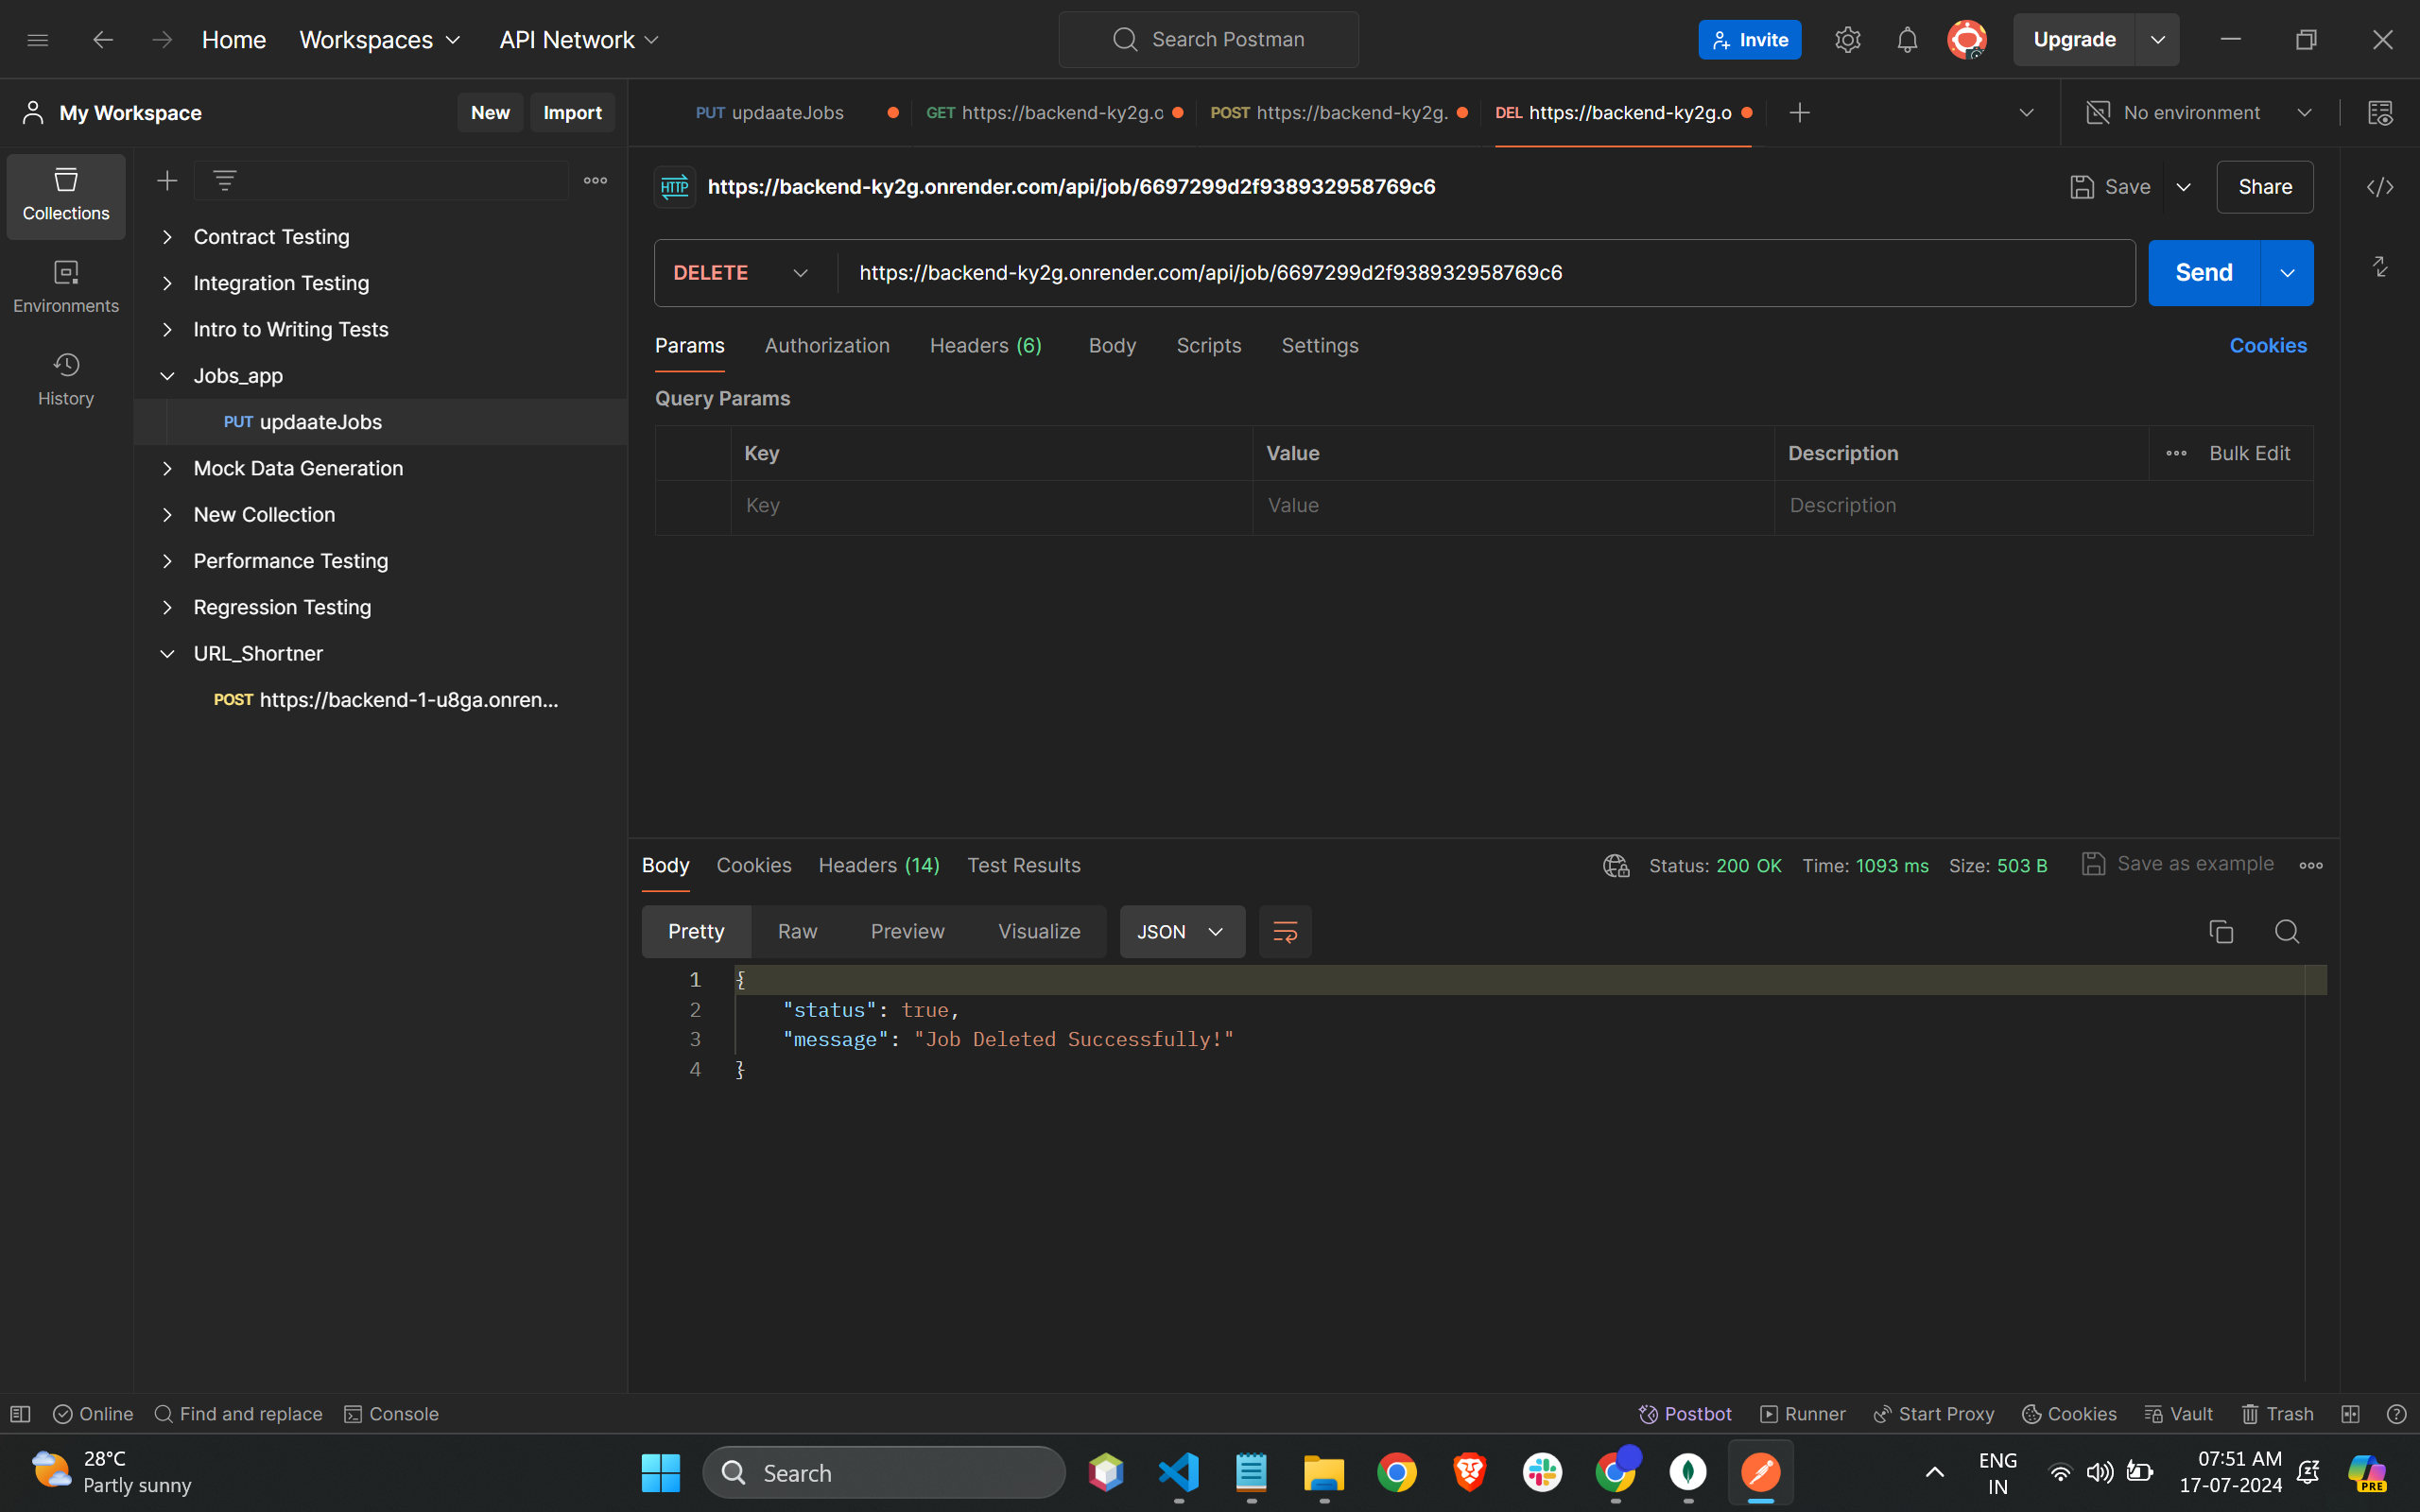 Home Workspaces API Network Search Postman Invite Upgrade
My Workspace New Import
PUT updaateJobs GET https://backend-ky2g.o POST https://backend-ky2g. DEL https://backend-ky2g.o No environment
Collections
Environments
History
Contract Testing
Integration Testing
Intro to Writing Tests
Jobs_app
PUT updaateJobs
Mock Data Generation
New Collection
Performance Testing
Regression Testing
URL_Shortner
POST https://backend-1-u8ga.onren...
HTTP https://backend-ky2g.onrender.com/api/job/6697299d2f938932958769c6 Save Share
DELETE https://backend-ky2g.onrender.com/api/job/6697299d2f938932958769c6 Send
Params Authorization Headers (6) Body Scripts Settings Cookies
Query Params
Key Value Description Bulk Edit
Key Value Description
Body Cookies Headers (14) Test Results Status: 200 OK Time: 1093 ms Size: 503 B Save as example
Pretty Raw Preview Visualize JSON
1 {
2 "status": true,
3 "message": "Job Deleted Successfully!"
4 }
Online Find and replace Console Postbot Runner Start Proxy Cookies Vault Trash
28°C
Partly sunny
Search
ENG
IN
07:51 AM
17-07-2024
PRE